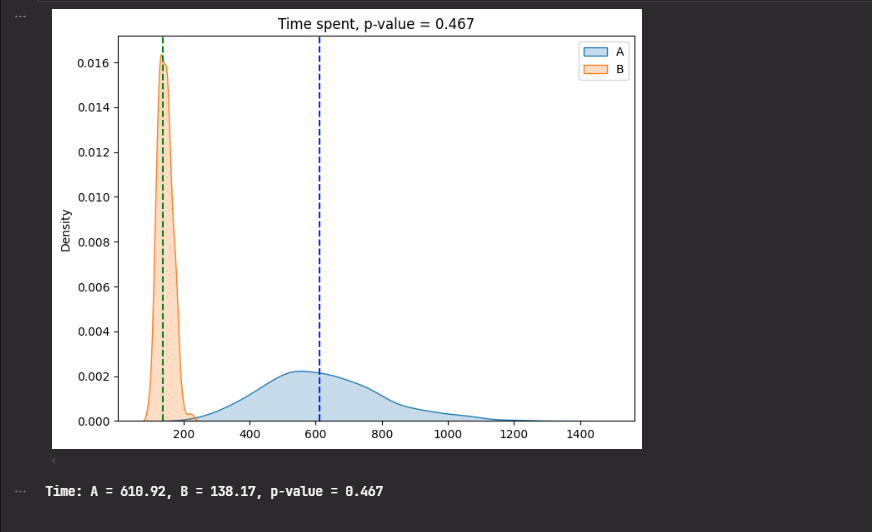 Time spent, p-value = 0.467
A
B
0.016
0.014
0.012
0.010
0.008
0.006
0.004
0.002
0.000
Density
200 400 600 800 1000 1200 1400
Time: A = 610.92, B = 138.17, p-value = 0.467